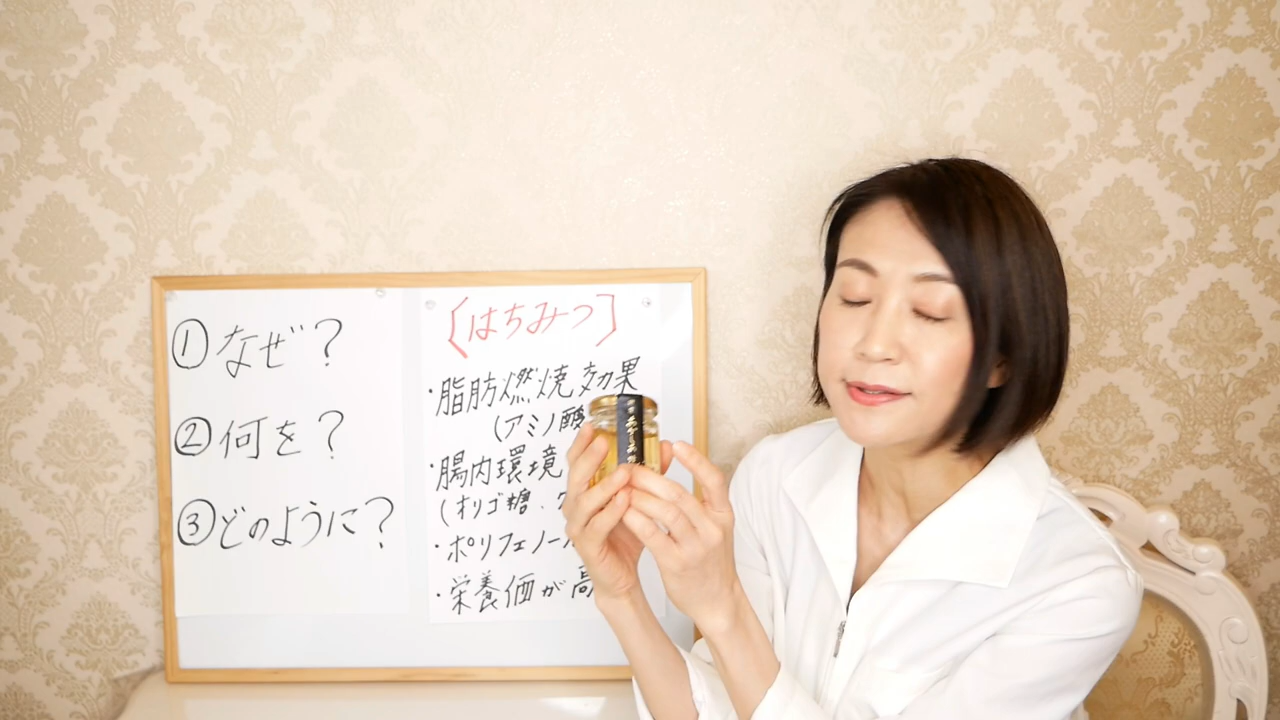 ① なぜ？
② 何を？
③ どのように？
[はちみつ]
・脂肪燃焼効果
(アミノ酸
・腸内環境
(オリゴ糖、
・ポリフェノール
・栄養価が高